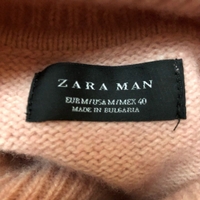 ZARA MAN
EUR M/USA M/MEX 40
MADE IN BULGARIA